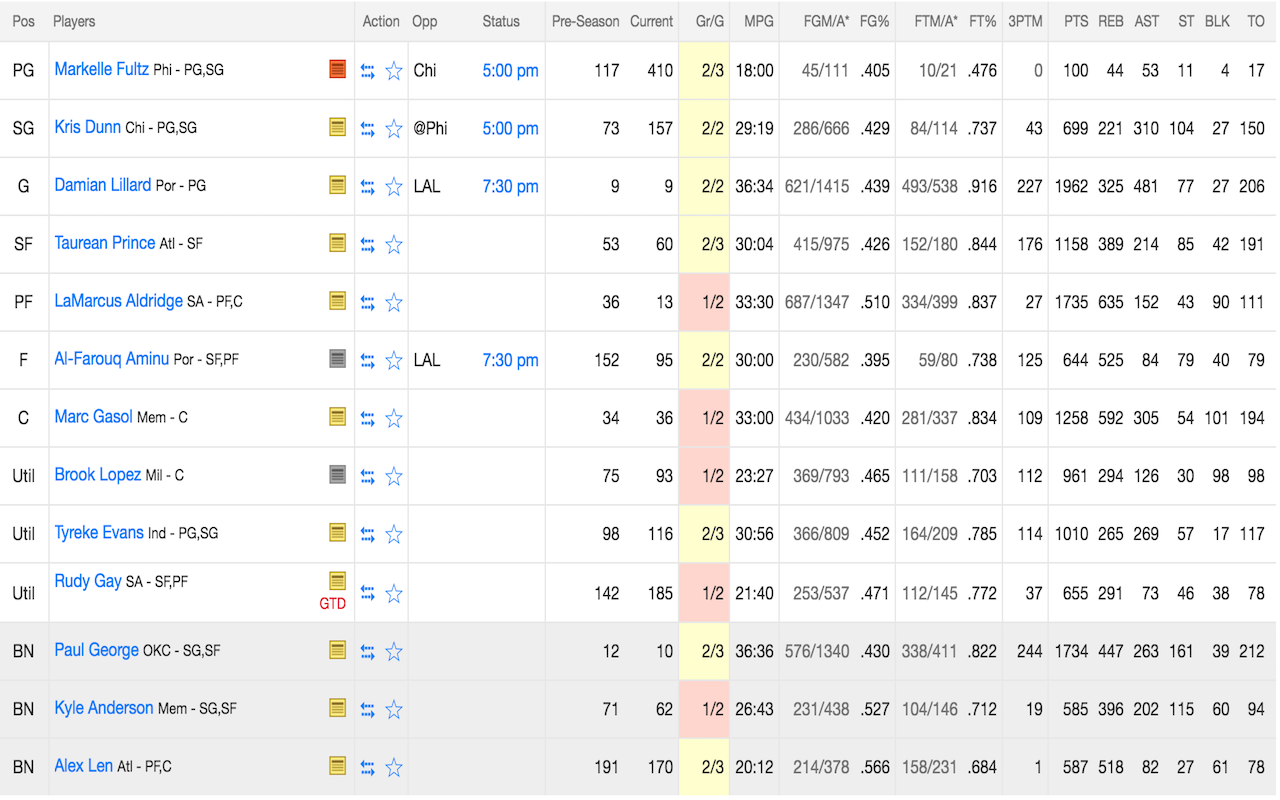 Pos Players Action Opp Status Pre-Season Current Gr/G MPG FGM/A* FG% FTM/A* FT% 3PTM PTS REB AST ST BLK TO
PG Markelle Fultz Phi - PG,SG Chi 5:00 pm 117 410 2/3 18:00 45/111 .405 10/21 .476 0 100 44 53 11 4 17
SG Kris Dunn Chi - PG,SG @Phi 5:00 pm 73 157 2/2 29:19 286/666 .429 84/114 .737 43 699 221 310 104 27 150
G Damian Lillard Por - PG LAL 7:30 pm 9 9 2/2 36:34 621/1415 .439 493/538 .916 227 1962 325 481 77 27 206
SF Taurean Prince Atl - SF 53 60 2/3 30:04 415/975 .426 152/180 .844 176 1158 389 214 85 42 191
PF LaMarcus Aldridge SA - PF,C 36 13 1/2 33:30 687/1347 .510 334/399 .837 27 1735 635 152 43 90 111
F Al-Farouq Aminu Por - SF,PF LAL 7:30 pm 152 95 2/2 30:00 230/582 .395 59/80 .738 125 644 525 84 79 40 79
C Marc Gasol Mem - C 34 36 1/2 33:00 434/1033 .420 281/337 .834 109 1258 592 305 54 101 194
Util Brook Lopez Mil - C 75 93 1/2 23:27 369/793 .465 111/158 .703 112 961 294 126 30 98 98
Util Tyreke Evans Ind - PG,SG 98 116 2/3 30:56 366/809 .452 164/209 .785 114 1010 265 269 57 17 117
Util Rudy Gay SA - SF,PF 142 185 1/2 21:40 253/537 .471 112/145 .772 37 655 291 73 46 38 78
GTD
BN Paul George OKC - SG,SF 12 10 2/3 36:36 576/1340 .430 338/411 .822 244 1734 447 263 161 39 212
BN Kyle Anderson Mem - SG,SF 71 62 1/2 26:43 231/438 .527 104/146 .712 19 585 396 202 115 60 94
BN Alex Len Atl - PF,C 191 170 2/3 20:12 214/378 .566 158/231 .684 1 587 518 82 27 61 78